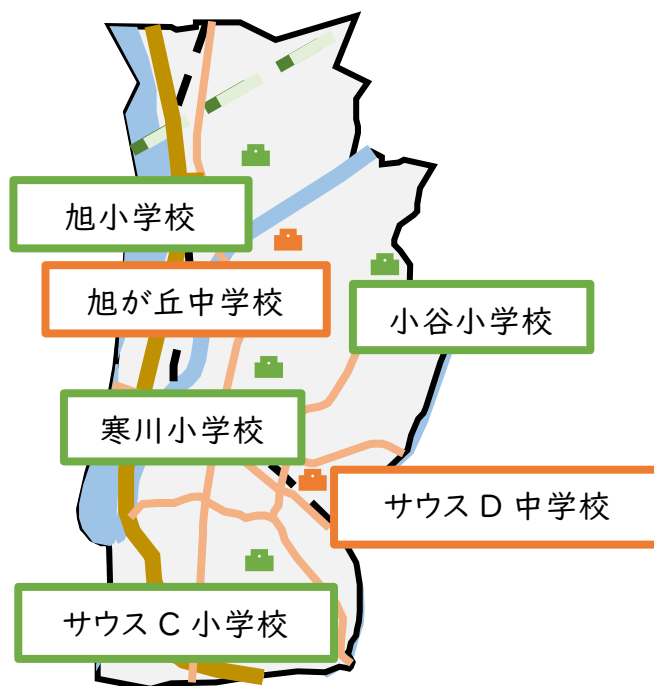 旭小学校
旭が丘中学校
小谷小学校
寒川小学校
サウス D 中学校
サウス C 小学校